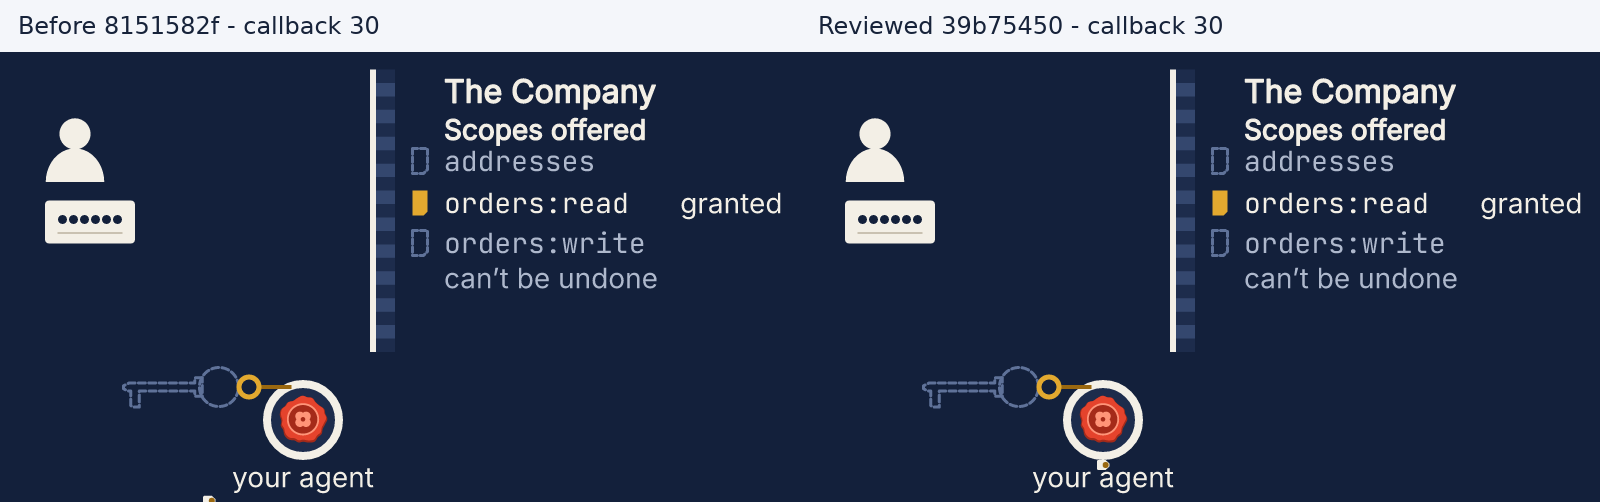 Before 8151582f - callback 30
The Company
Scopes offered
addresses
orders:read granted
orders:write
can’t be undone
your agent
Reviewed 39b75450 - callback 30
The Company
Scopes offered
addresses
orders:read granted
orders:write
can’t be undone
your agent